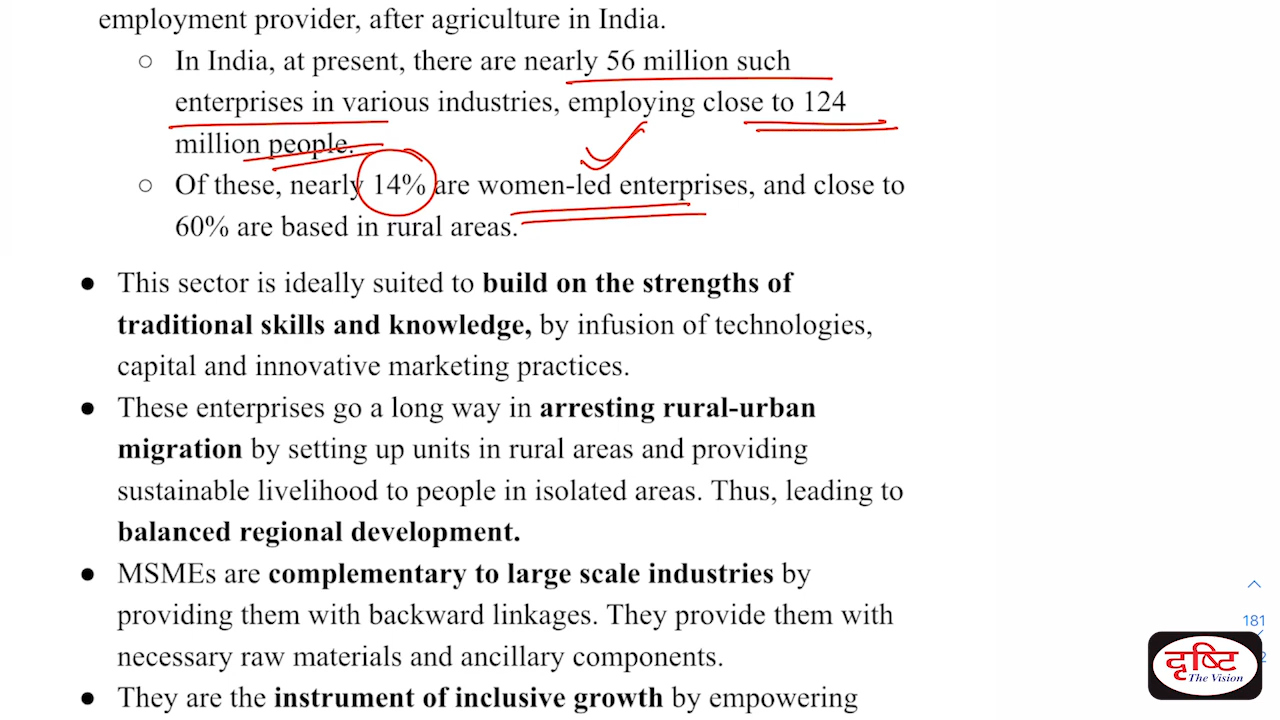 employment provider, after agriculture in India.
○ In India, at present, there are nearly 56 million such
enterprises in various industries, employing close to 124
million people.
○ Of these, nearly 14% are women-led enterprises, and close to
60% are based in rural areas.
● This sector is ideally suited to build on the strengths of
traditional skills and knowledge, by infusion of technologies,
capital and innovative marketing practices.
● These enterprises go a long way in arresting rural-urban
migration by setting up units in rural areas and providing
sustainable livelihood to people in isolated areas. Thus, leading to
balanced regional development.
● MSMEs are complementary to large scale industries by
providing them with backward linkages. They provide them with
necessary raw materials and ancillary components.
● They are the instrument of inclusive growth by empowering
181
दृष्टि
The Vision